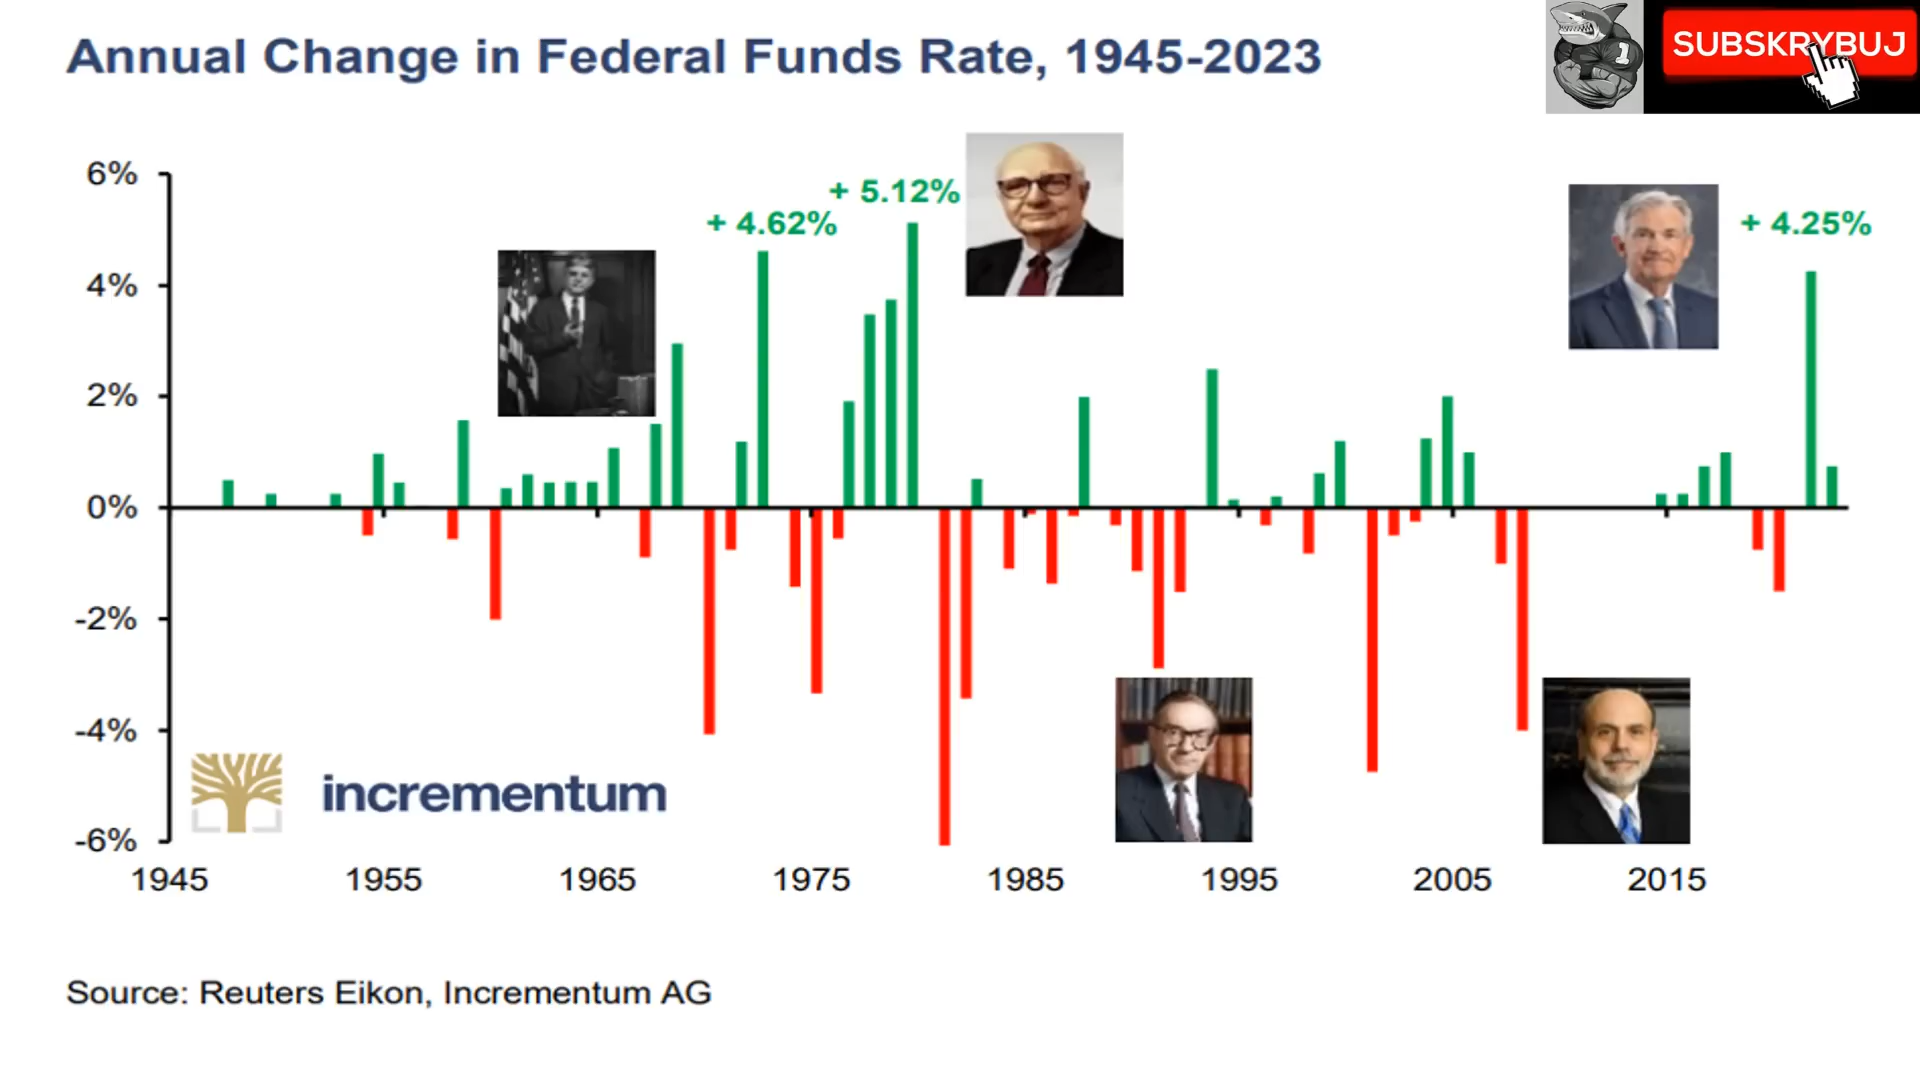 Annual Change in Federal Funds Rate, 1945-2023
1
SUBSKRYBUJ
6%
4%
2%
0%
-2%
-4%
-6%
+ 4.62%
+ 5.12%
+ 4.25%
incrementum
1945 1955 1965 1975 1985 1995 2005 2015
Source: Reuters Eikon, Incrementum AG